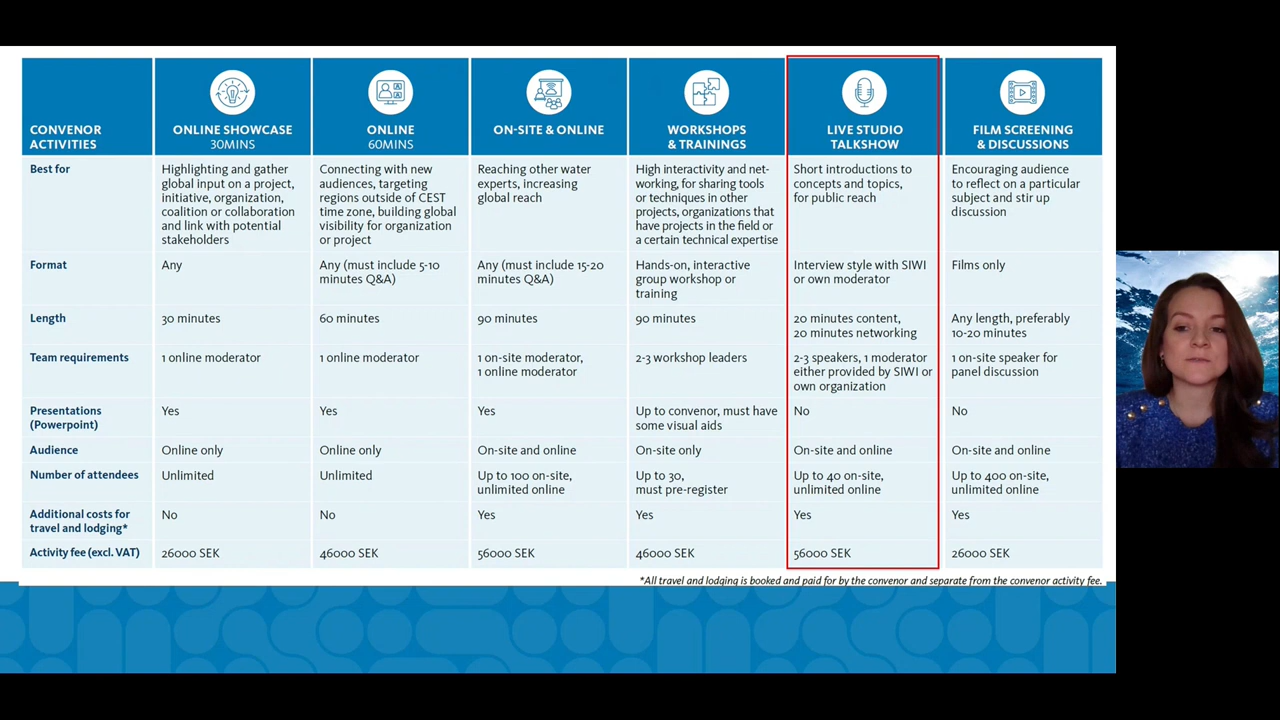 CONVENOR
ACTIVITIES
ONLINE SHOWCASE
30MINS
ONLINE
60MINS
ON-SITE & ONLINE
WORKSHOPS
& TRAININGS
LIVE STUDIO
TALKSHOW
FILM SCREENING
& DISCUSSIONS
Best for
Highlighting and gather
global input on a project,
initiative, organization,
coalition or collaboration
and link with potential
stakeholders
Connecting with new
audiences, targeting
regions outside of CEST
time zone, building global
visibility for organization
or project
Reaching other water
experts, increasing
global reach
High interactivity and net-
working, for sharing tools
or techniques in other
projects, organizations that
have projects in the field or
a certain technical expertise
Short introductions to
concepts and topics,
for public reach
Encouraging audience
to reflect on a particular
subject and stir up
discussion
Format
Any
Any (must include 5-10
minutes Q&A)
Any (must include 15-20
minutes Q&A)
Hands-on, interactive
group workshop or
training
Interview style with SIWI
or own moderator
Films only
Length
30 minutes
60 minutes
90 minutes
90 minutes
20 minutes content,
20 minutes networking
Any length, preferably
10-20 minutes
Team requirements
1 online moderator
1 online moderator
1 on-site moderator,
1 online moderator
2-3 workshop leaders
2-3 speakers, 1 moderator
either provided by SIWI or
own organization
1 on-site speaker for
panel discussion
Presentations
(Powerpoint)
Yes
Yes
Yes
Up to convenor, must have
some visual aids
No
No
Audience
Online only
Online only
On-site and online
On-site only
On-site and online
On-site and online
Number of attendees
Unlimited
Unlimited
Up to 100 on-site,
unlimited online
Up to 30,
must pre-register
Up to 40 on-site,
unlimited online
Up to 400 on-site,
unlimited online
Additional costs for
travel and lodging*
No
No
Yes
Yes
Yes
Yes
Activity fee (excl. VAT)
26000 SEK
46000 SEK
56000 SEK
46000 SEK
56000 SEK
26000 SEK
*All travel and lodging is booked and paid for by the convenor and separate from the convenor activity fee.